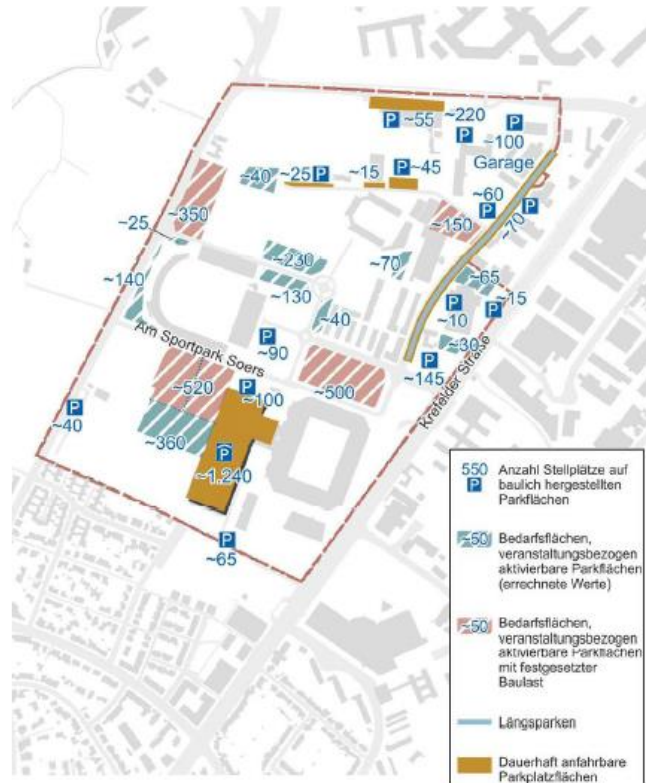 ~220
P ~55
P
P
~100
Garage
~40
~25 P
~15
P ~45
~60
P
P
~70
~350
~150
~25
~230
~70
~65
~140
~130
~15
P
~40
P
~10
P
~90
~30
Am Sportpark Soers
P
~145
Krefelder Straße
~520
P
~100
~500
P
~40
~360
P
~1.240
P
~65
550 Anzahl Stellplätze auf
P baulich hergestellten
Parkflächen
~50 Bedarfsflächen,
veranstaltungsbezogen
aktivierbare Parkflächen
(errechnete Werte)
~50 Bedarfsflächen,
veranstaltungsbezogen
aktivierbare Parkflächen
mit festgesetzter
Baulast
Längsparken
Dauerhaft anfahrbare
Parkplatzflächen